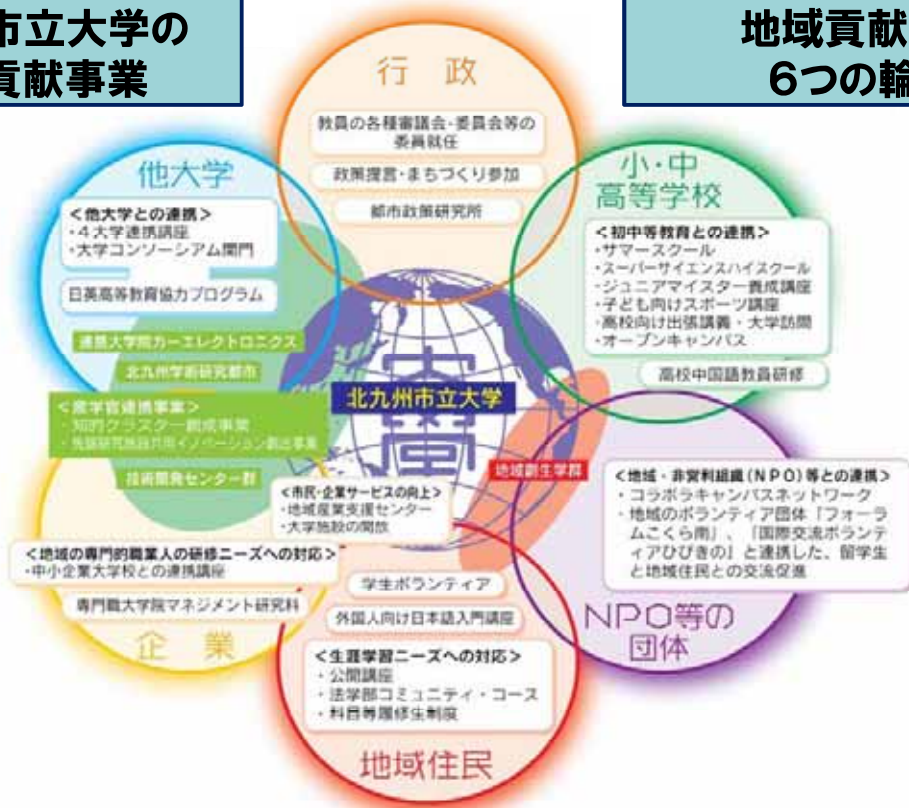 市立大学の
貢献事業
地域貢献
6つの輪
行 政
教員の各種審議会・委員会等の
委員就任
政策提言・まちづくり参加
都市政策研究所
他大学
<他大学との連携>
・4大学連携講座
・大学コンソーシアム関門
日英高等教育協力プログラム
連携大学院カーエレクトロニクス
北九州学術研究都市
<産学官連携事業>
・知的クラスター創成事業
・先端研究施設共用イノベーション創出事業
技術開発センター群
小・中
高等学校
<初中等教育との連携>
・サマースクール
・スーパーサイエンスハイスクール
・ジュニアマイスター養成講座
・子ども向けスポーツ講座
・高校向け出張講義・大学訪問
・オープンキャンパス
高校中国語教員研修
北九州市立大学
地域創生学群
<市民・企業サービスの向上>
・地域産業支援センター
・大学施設の開放
<地域の専門的職業人の研修ニーズへの対応>
・中小企業大学校との連携講座
専門職大学院マネジメント研究科
企 業
<地域・非営利組織(NPO)等との連携>
・コラボラキャンパスネットワーク
・地域のボランティア団体「フォーラ
ムこくら南」、「国際交流ボランテ
ィアひびきの」と連携した、留学生
と地域住民との交流促進
NPO等の
団体
学生ボランティア
外国人向け日本語入門講座
<生涯学習ニーズへの対応>
・公開講座
・法学部コミュニティ・コース
・科目等履修生制度
地域住民